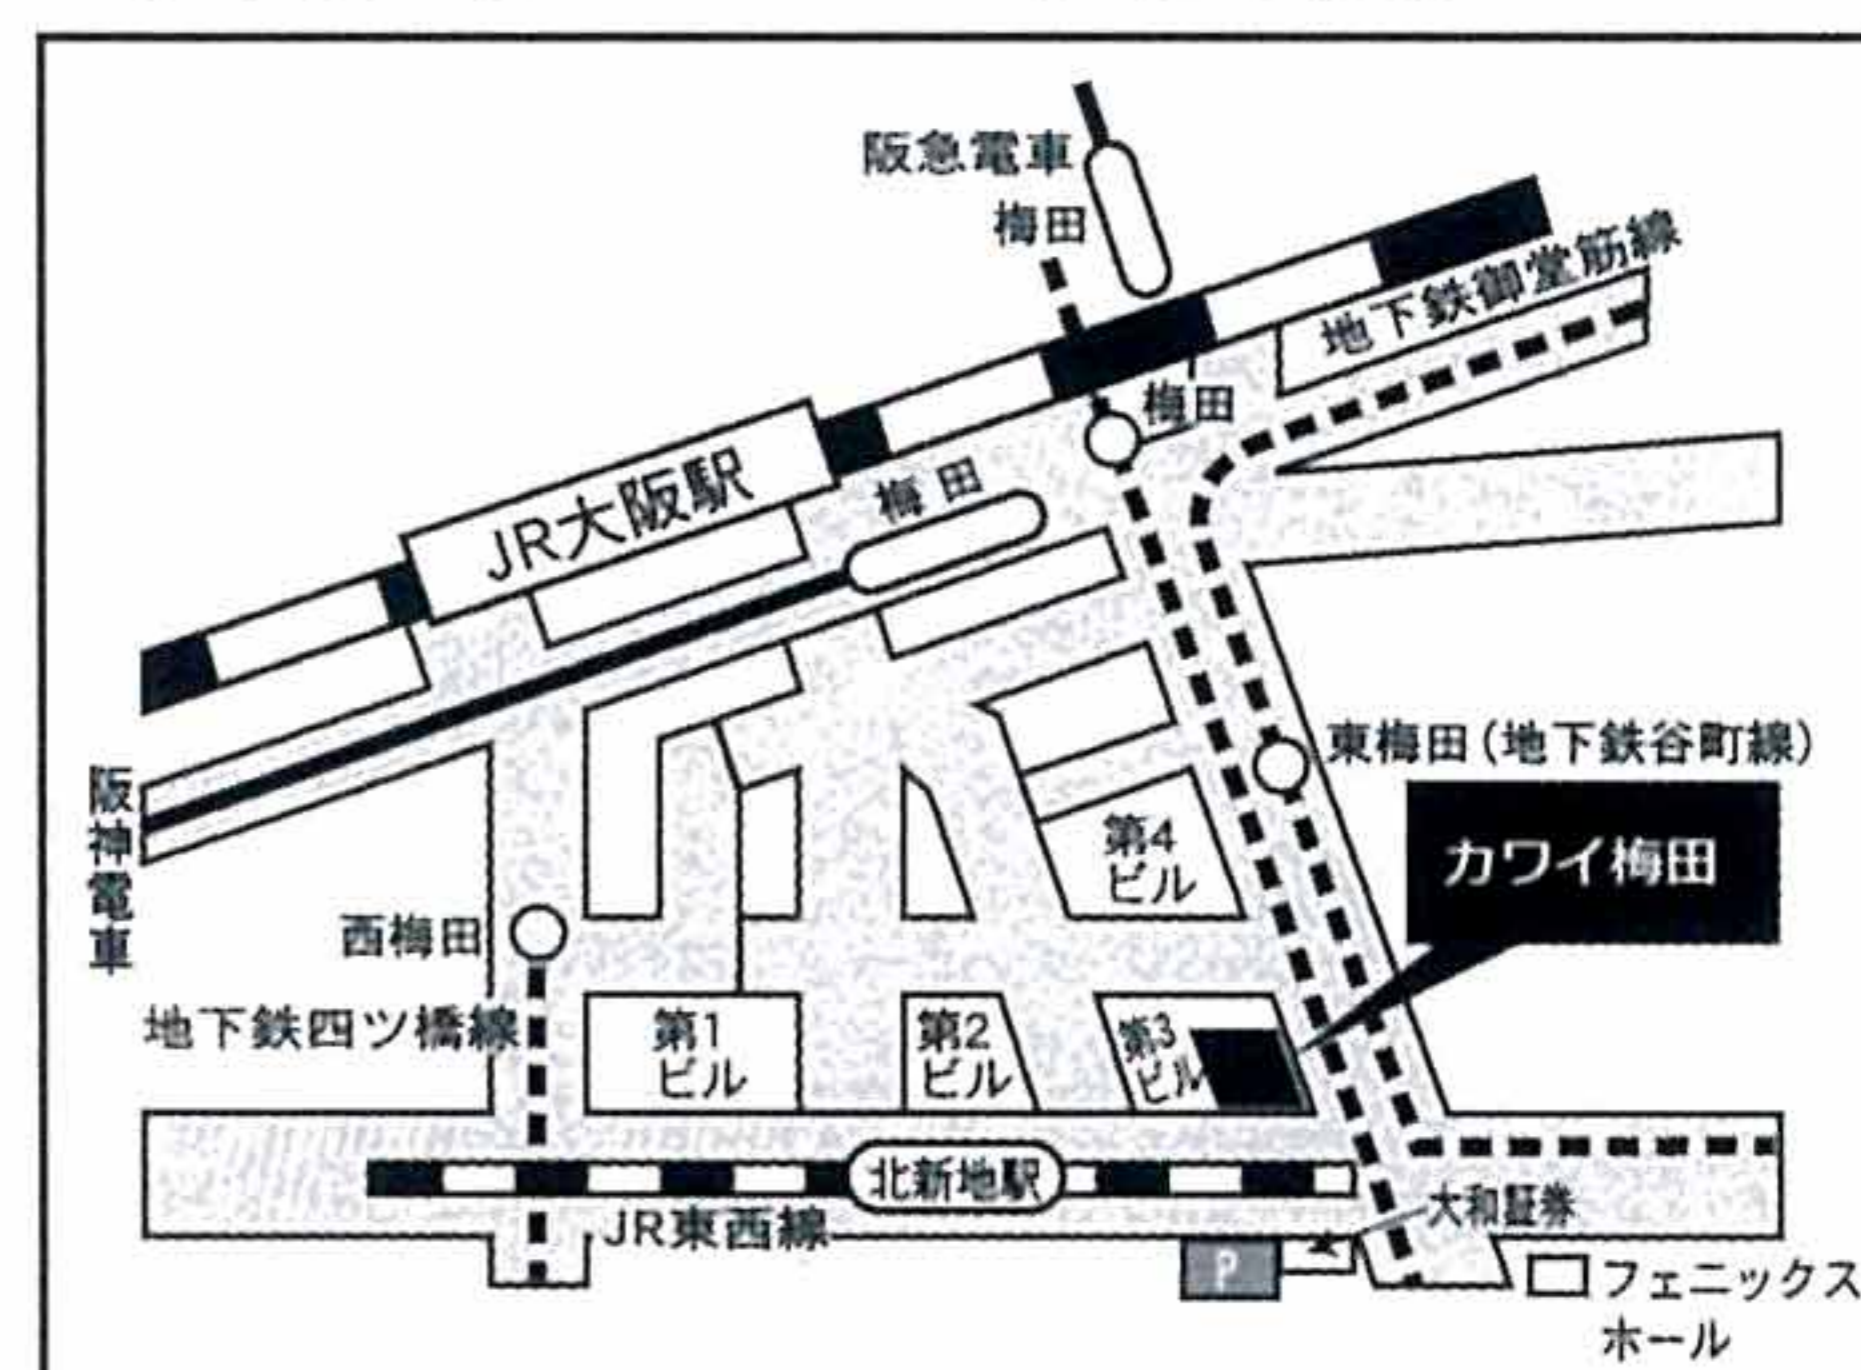 阪急電車
梅田
地下鉄御堂筋線
梅田
梅田
JR大阪駅
阪神電車
東梅田(地下鉄谷町線)
カワイ梅田
第4
ビル
西梅田
地下鉄四ツ橋線
第1
ビル
第2
ビル
第3
ビル
北新地駅
JR東西線
大和証券
P
フェニックス
ホール